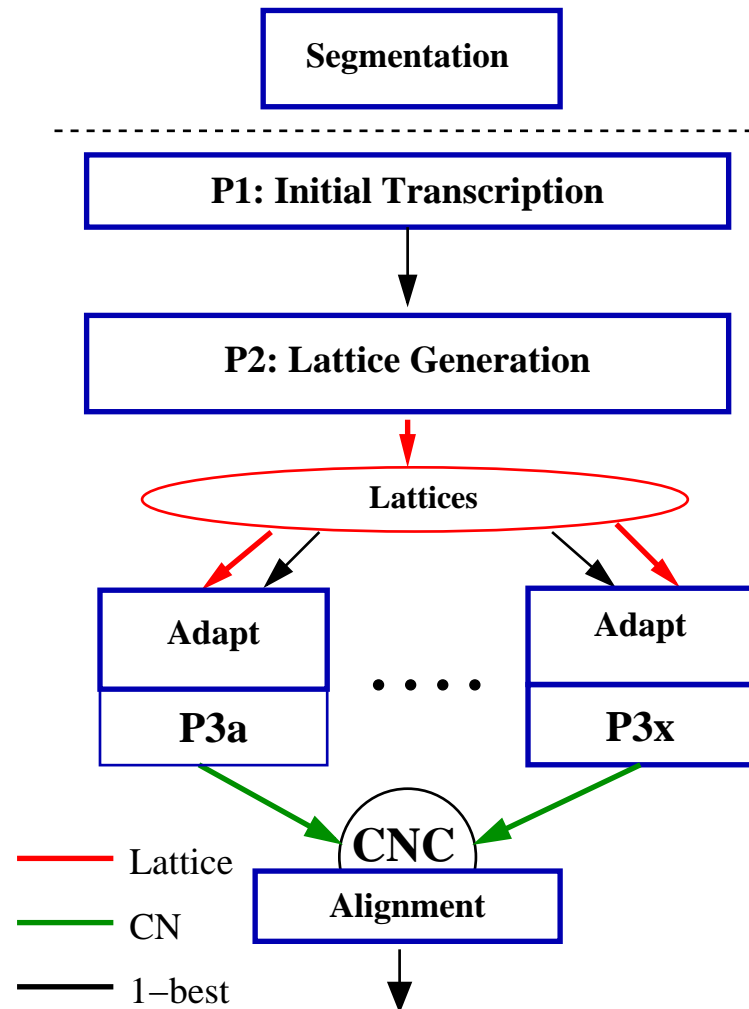 Segmentation
P1: Initial Transcription
P2: Lattice Generation
Lattices
Adapt
Adapt
P3a
P3x
CNC
Alignment
Lattice
CN
1−best